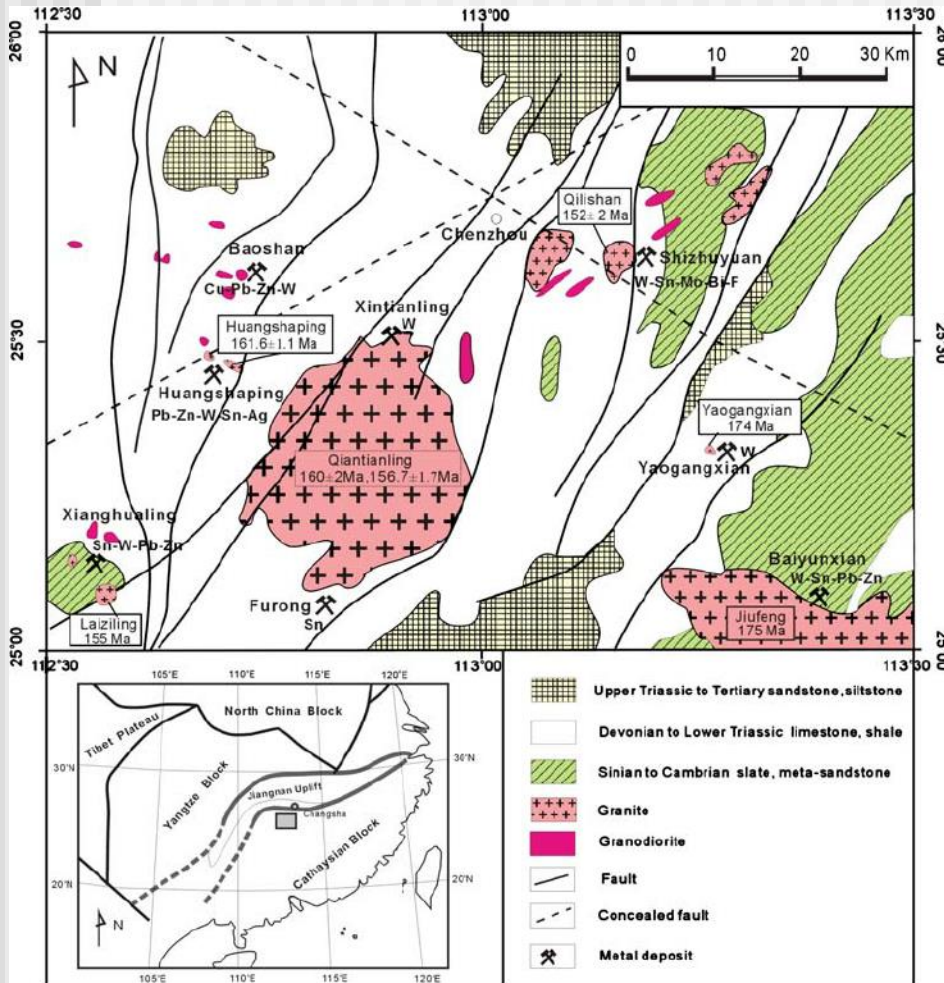 112°30'
113°00'
113°30'
26°00'
N
0 10 20 30 Km
Qilishan
152±2 Ma
Chenzhou
Shizhuyuan
W-Sn-Mo-Bi-F
Baoshan
Cu-Pb-Zn-W
Xintianling
W
Huangshaping
161.6±1.1 Ma
25°30'
25°30'
Huangshaping
Pb-Zn-W-Sn-Ag
Yaogangxian
174 Ma
W
Yaogangxian
Qiantianling
160±2Ma,156.7±1.7Ma
Xianghualing
Sn-W-Pb-Zn
Baiyunxian
W-Sn-Pb-Zn
Furong
Sn
Laiziling
155 Ma
Jiufeng
175 Ma
25°00'
112°30'
113°00'
113°30'
105°E 110°E 115°E 120°E
North China Block
Tibet Plateau
30°N
30°N
Yangtze Block
Jiangnan Uplift
Changsha
Cathaysian Block
20°N
20°N
N
105°E 110°E 115°E 120°E
Upper Triassic to Tertiary sandstone,siltstone
Devonian to Lower Triassic limestone, shale
Sinian to Cambrian slate, meta-sandstone
Granite
Granodiorite
Fault
Concealed fault
Metal deposit